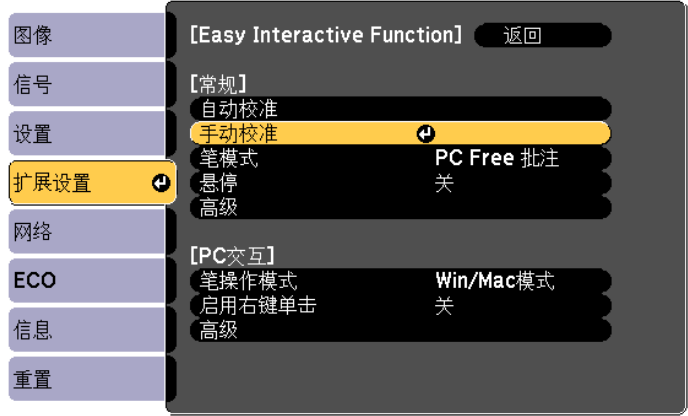 图像
信号
设置
扩展设置
网络
ECO
信息
重置
[Easy Interactive Function] 返回
[常规]
自动校准
手动校准
笔模式 PC Free 批注
悬停 关
高级
[PC交互]
笔操作模式 Win/Mac模式
启用右键单击 关
高级